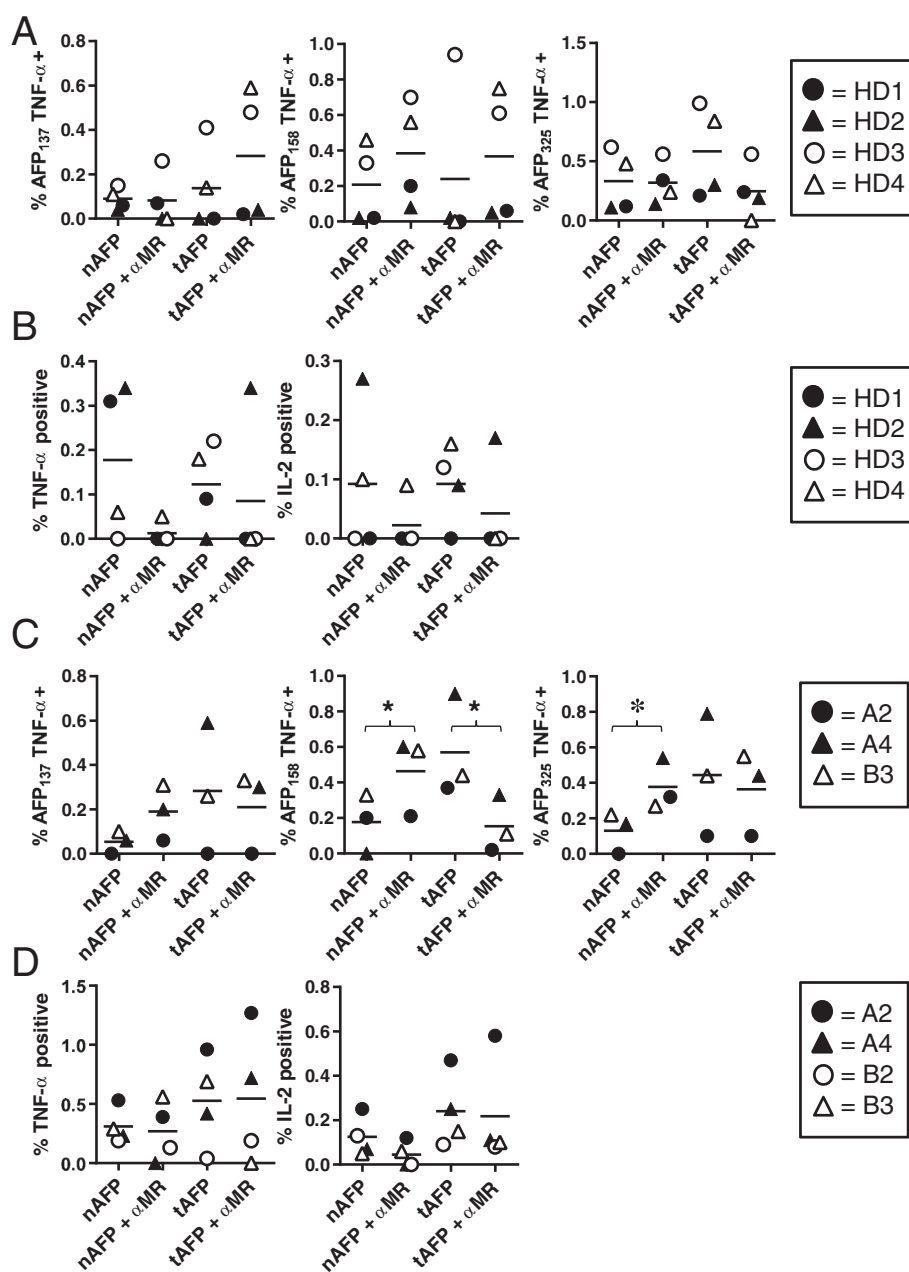 A
% AFP137 TNF-α+
0.8
0.6
0.4
0.2
0.0
nAFP
nAFP + αMR
tAFP
tAFP + αMR
% AFP158 TNF-α+
1.0
0.8
0.6
0.4
0.2
0.0
nAFP
nAFP + αMR
tAFP
tAFP + αMR
% AFP325 TNF-α+
1.5
1.0
0.5
0.0
nAFP
nAFP + αMR
tAFP
tAFP + αMR
= HD1
= HD2
= HD3
= HD4
B
% TNF-α positive
0.4
0.3
0.2
0.1
0.0
nAFP
nAFP + αMR
tAFP
tAFP + αMR
% IL-2 positive
0.3
0.2
0.1
0.0
nAFP
nAFP + αMR
tAFP
tAFP + αMR
= HD1
= HD2
= HD3
= HD4
C
% AFP137 TNF-α+
0.8
0.6
0.4
0.2
0.0
nAFP
nAFP + αMR
tAFP
tAFP + αMR
% AFP158 TNF-α+
1.0
0.8
0.6
0.4
0.2
0.0
* *
nAFP
nAFP + αMR
tAFP
tAFP + αMR
% AFP325 TNF-α+
1.0
0.8
0.6
0.4
0.2
0.0
*
nAFP
nAFP + αMR
tAFP
tAFP + αMR
= A2
= A4
= B3
D
% TNF-α positive
1.5
1.0
0.5
0.0
nAFP
nAFP + αMR
tAFP
tAFP + αMR
% IL-2 positive
0.8
0.6
0.4
0.2
0.0
nAFP
nAFP + αMR
tAFP
tAFP + αMR
= A2
= A4
= B2
= B3